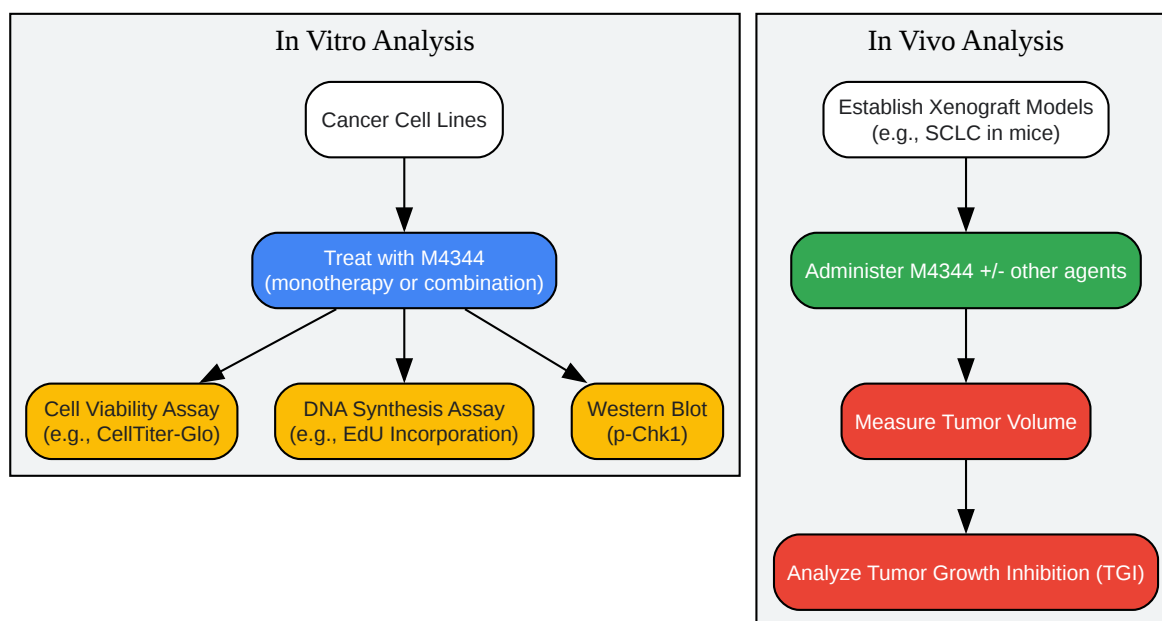 In Vitro Analysis
Cancer Cell Lines
Treat with M4344
(monotherapy or combination)
Cell Viability Assay
(e.g., CellTiter-Glo)
DNA Synthesis Assay
(e.g., EdU Incorporation)
Western Blot
(p-Chk1)
In Vivo Analysis
Establish Xenograft Models
(e.g., SCLC in mice)
Administer M4344 +/- other agents
Measure Tumor Volume
Analyze Tumor Growth Inhibition (TGI)